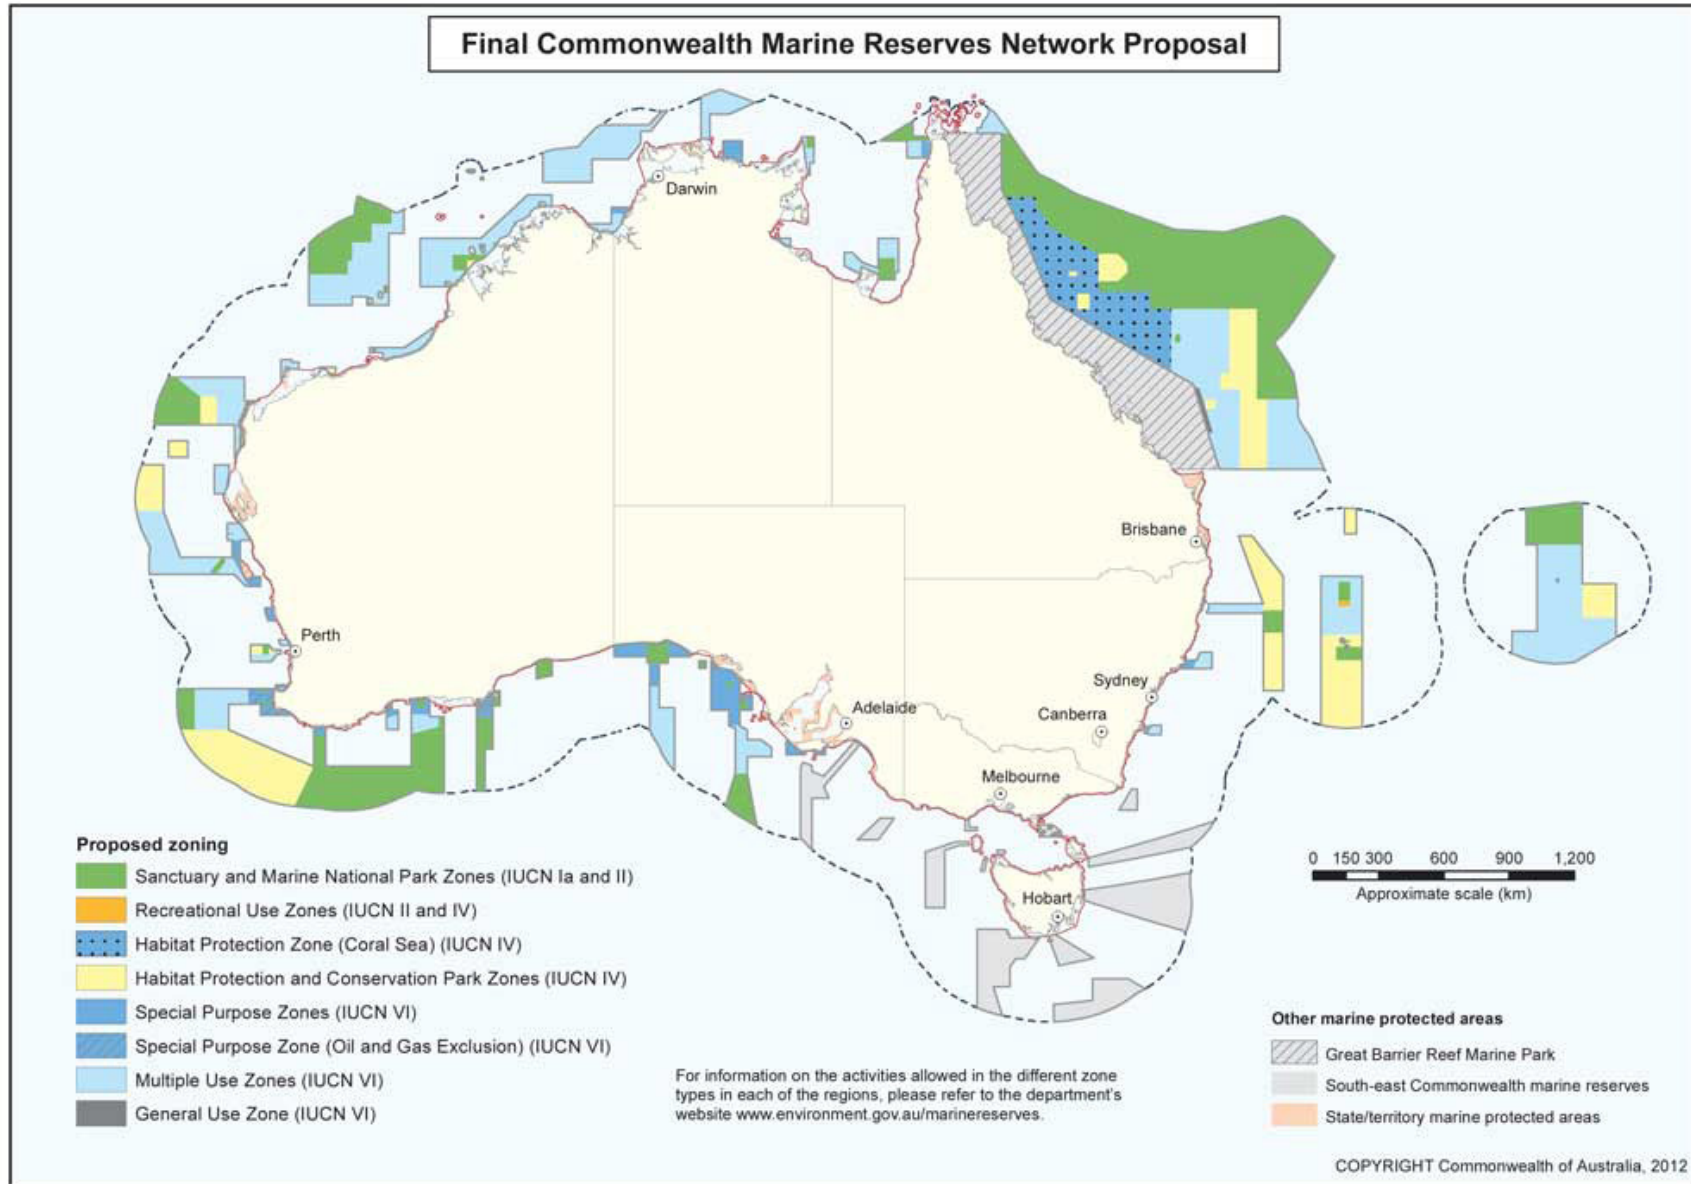 Final Commonwealth Marine Reserves Network Proposal
Darwin
Brisbane
Perth
Sydney
Adelaide
Canberra
Melbourne
Hobart
Proposed zoning
Sanctuary and Marine National Park Zones (IUCN Ia and II)
Recreational Use Zones (IUCN II and IV)
Habitat Protection Zone (Coral Sea) (IUCN IV)
Habitat Protection and Conservation Park Zones (IUCN IV)
Special Purpose Zones (IUCN VI)
Special Purpose Zone (Oil and Gas Exclusion) (IUCN VI)
Multiple Use Zones (IUCN VI)
General Use Zone (IUCN VI)
For information on the activities allowed in the different zone
types in each of the regions, please refer to the department's
website www.environment.gov.au/marinereserves.
0 150 300 600 900 1,200
Approximate scale (km)
Other marine protected areas
Great Barrier Reef Marine Park
South-east Commonwealth marine reserves
State/territory marine protected areas
COPYRIGHT Commonwealth of Australia, 2012